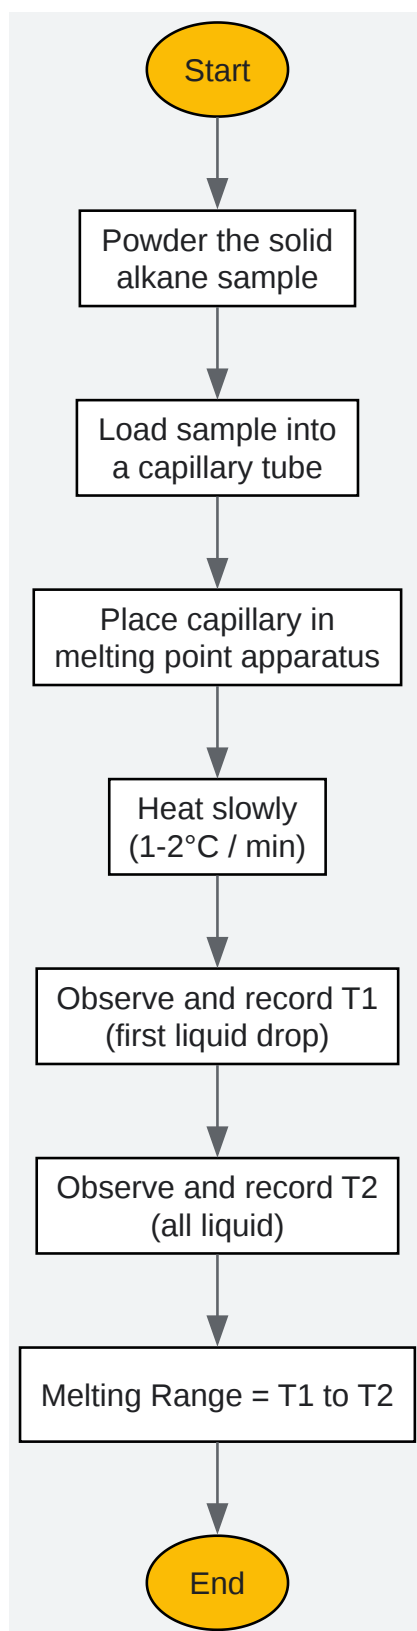 Start
Powder the solid
alkane sample
Load sample into
a capillary tube
Place capillary in
melting point apparatus
Heat slowly
(1-2°C / min)
Observe and record T1
(first liquid drop)
Observe and record T2
(all liquid)
Melting Range = T1 to T2
End